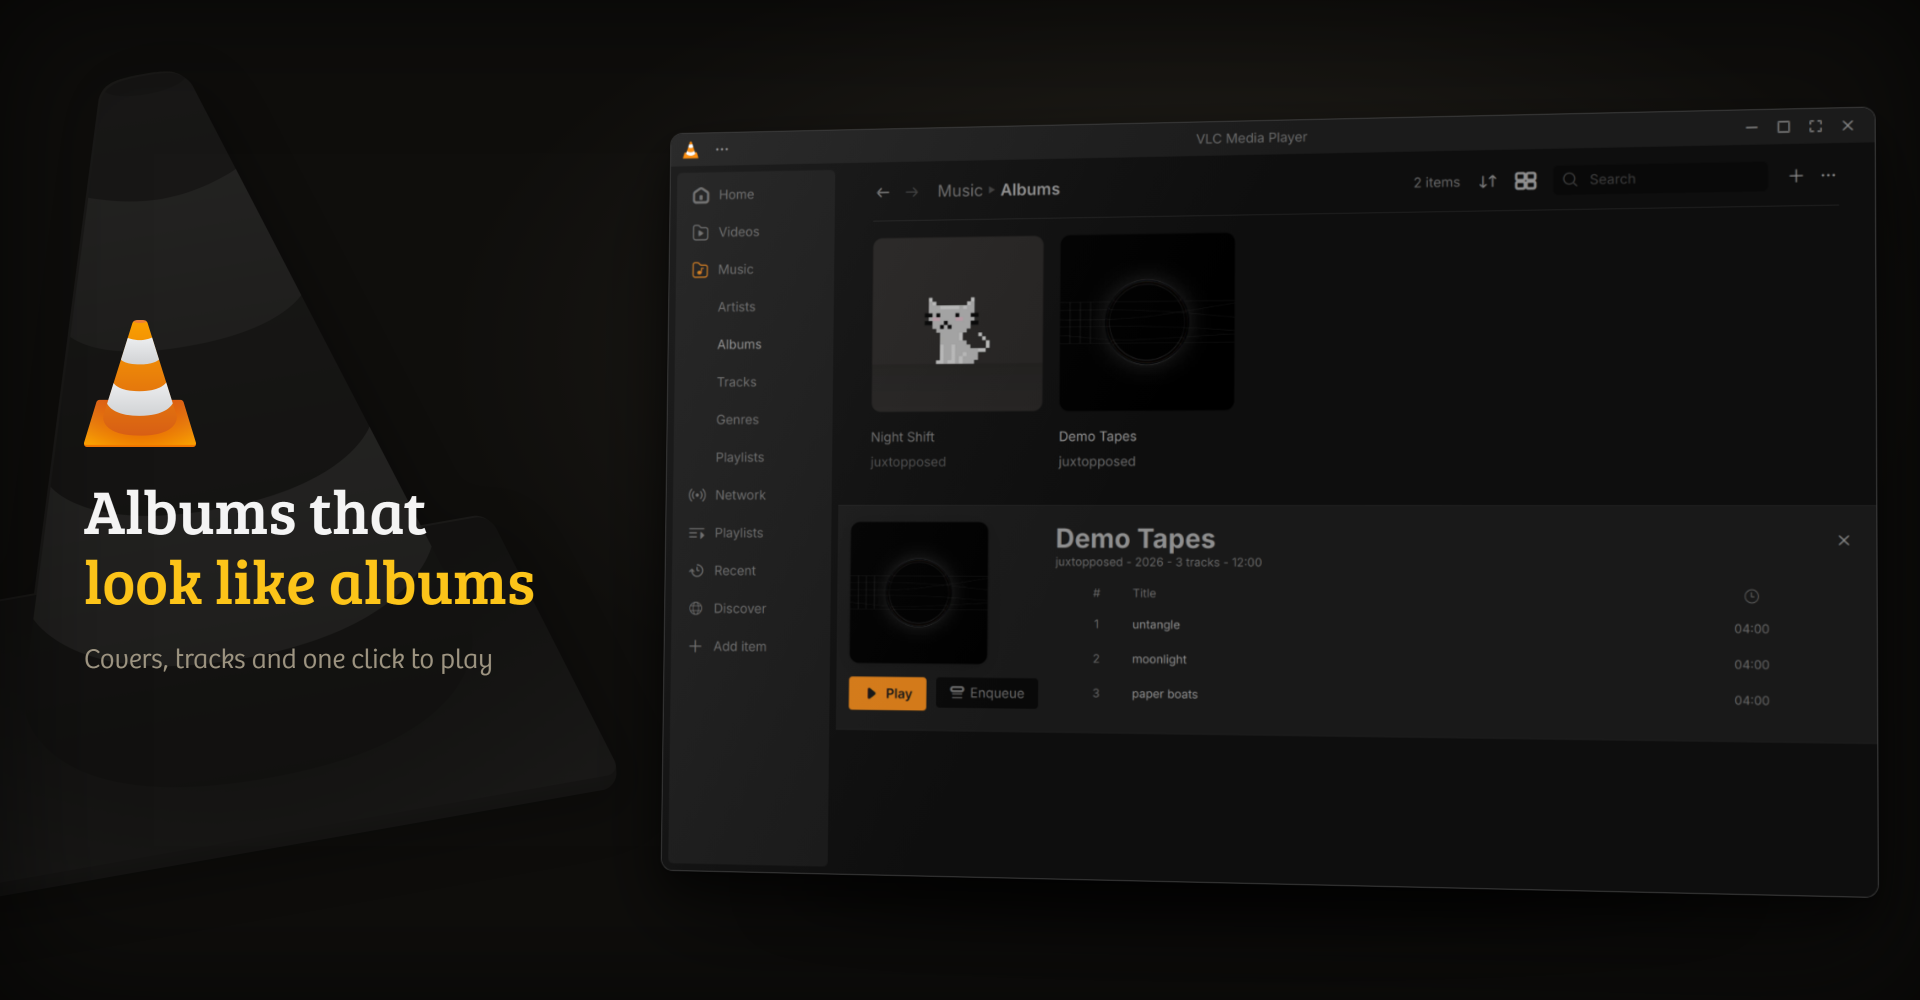 Albums that
look like albums
Covers, tracks and one click to play
VLC Media Player
Home
Videos
Music
Artists
Albums
Tracks
Genres
Playlists
Network
Playlists
Recent
Discover
Add item
Music ▸ Albums
2 items
Search
Night Shift
juxtopposed
Demo Tapes
juxtopposed
Play
Enqueue
Demo Tapes
juxtopposed - 2026 - 3 tracks - 12:00
# Title
1 untangle 04:00
2 moonlight 04:00
3 paper boats 04:00